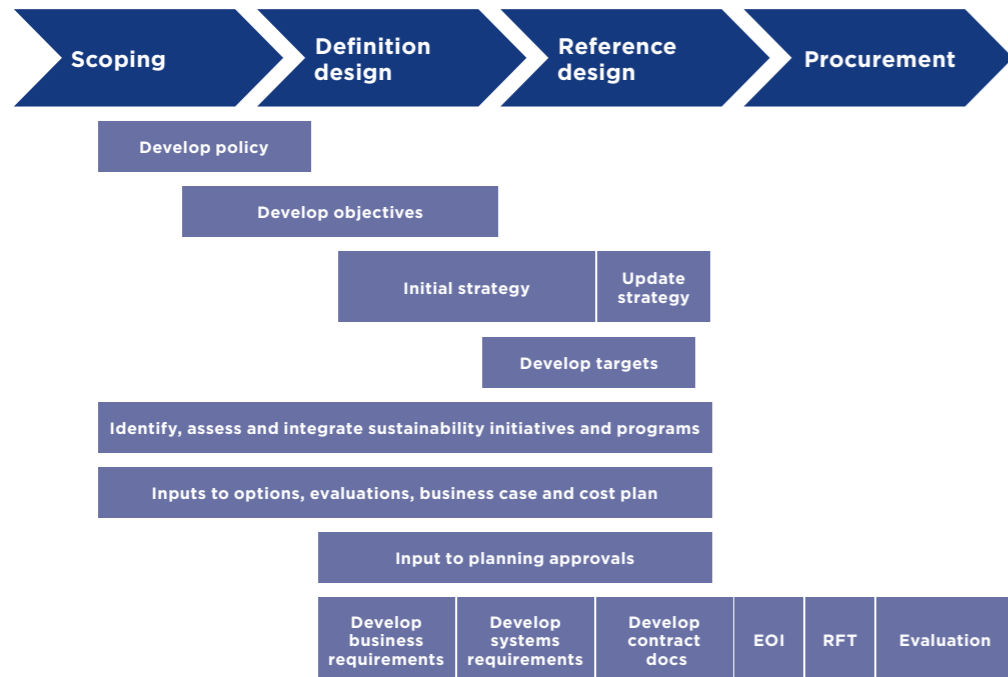 Scoping
Definition
design
Reference
design
Procurement
Develop policy
Develop objectives
Initial strategy
Update
strategy
Develop targets
Identify, assess and integrate sustainability initiatives and programs
Inputs to options, evaluations, business case and cost plan
Input to planning approvals
Develop
business
requirements
Develop
systems
requirements
Develop
contract
docs
EOI
RFT
Evaluation